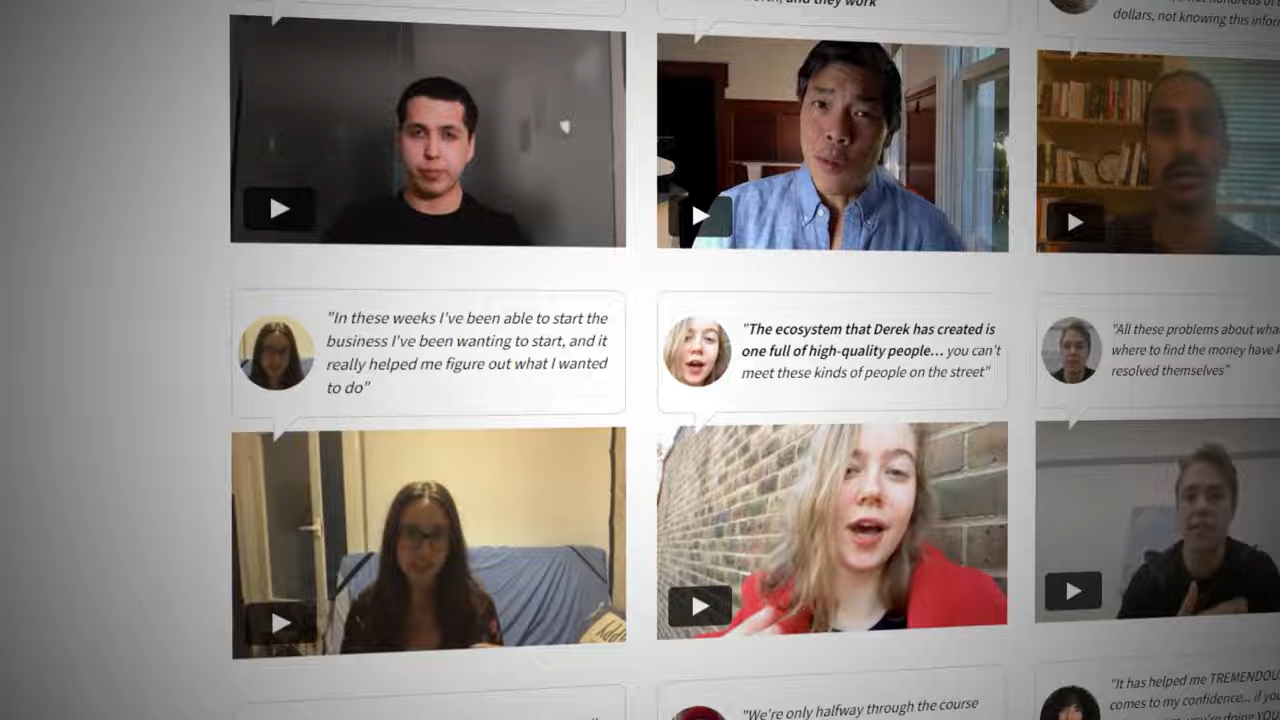 and they work
dollars, not knowing this
"In these weeks I've been able to start the
business I've been wanting to start, and it
really helped me figure out what I wanted
to do"
"The ecosystem that Derek has created is
one full of high-quality people... you can't
meet these kinds of people on the street"
"All these problems about
where to find the money have
resolved themselves"
"We're only halfway through the course
"It has helped me
comes to my confidence... if